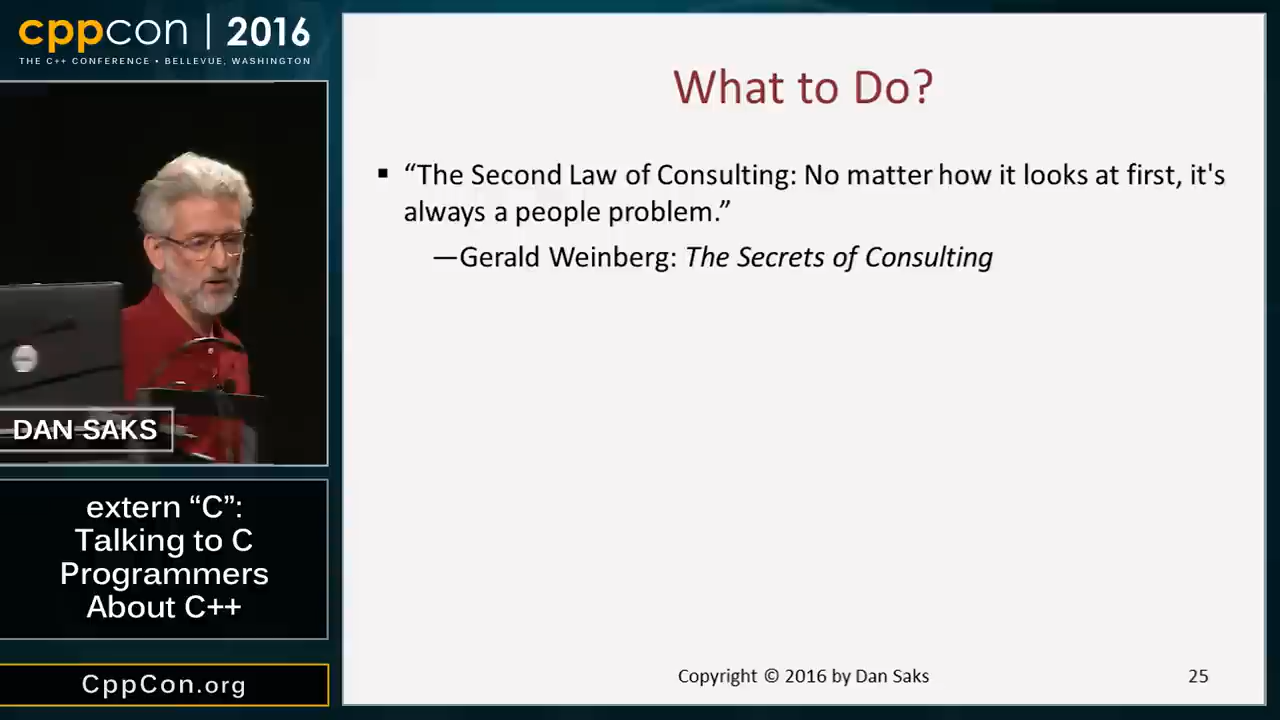 cppcon | 2016
THE C++ CONFERENCE • BELLEVUE, WASHINGTON
DAN SAKS
extern “C”:
Talking to C
Programmers
About C++
CppCon.org
What to Do?
▪ “The Second Law of Consulting: No matter how it looks at first, it's
always a people problem.”
—Gerald Weinberg: The Secrets of Consulting
Copyright © 2016 by Dan Saks
25